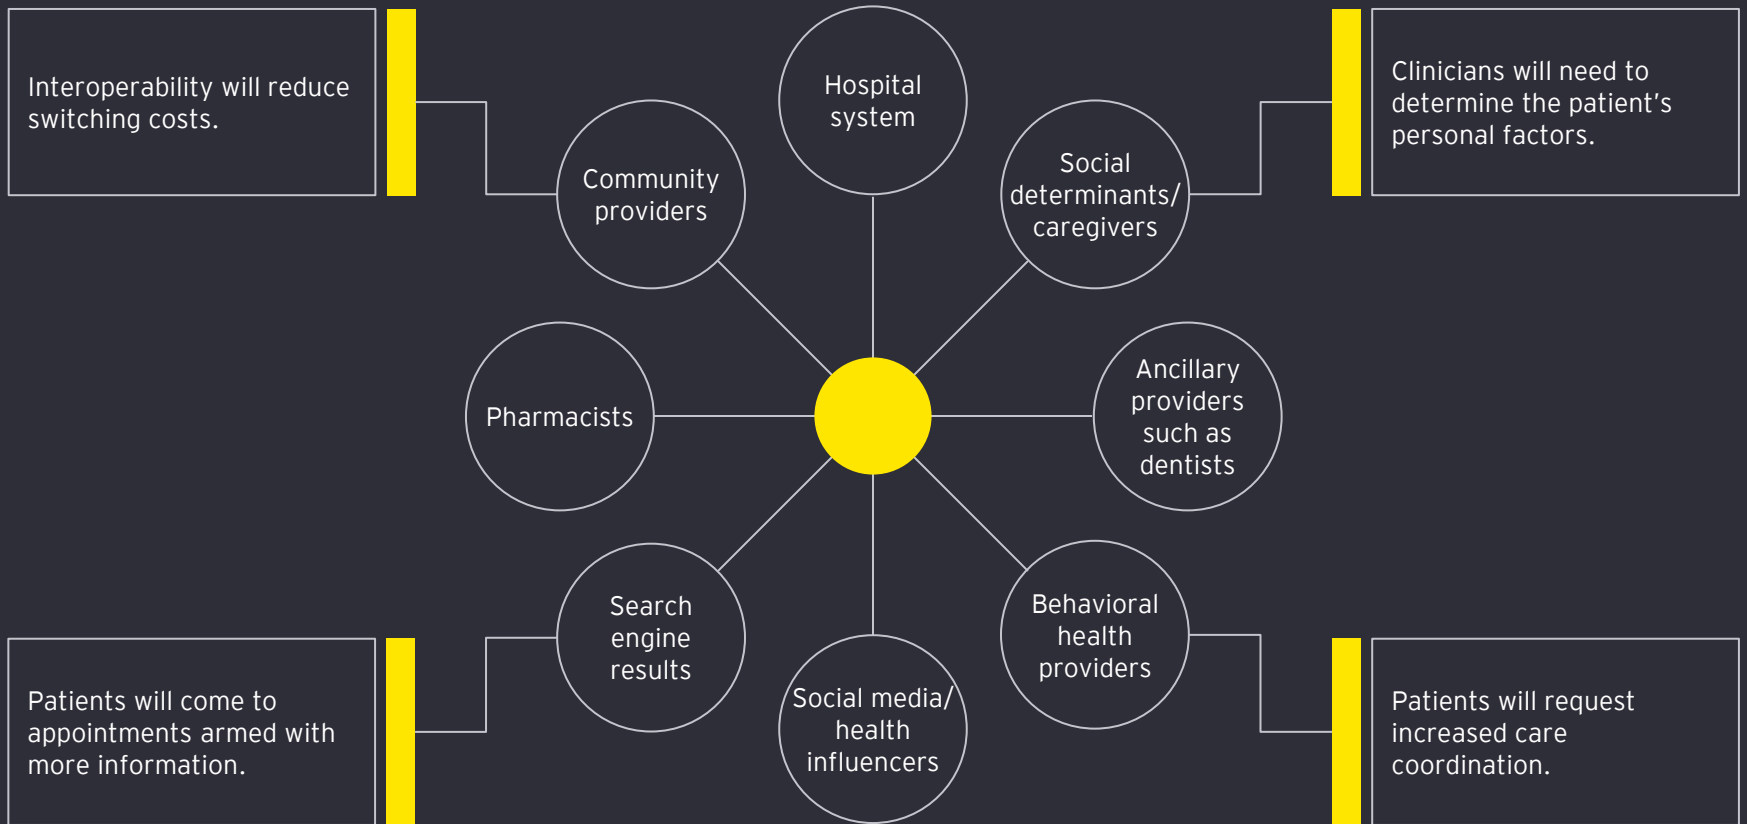 Interoperability will reduce
switching costs.
Hospital
system
Clinicians will need to
determine the patient's
personal factors.
Community
providers
Social
determinants/
caregivers
Pharmacists
Ancillary
providers
such as
dentists
Search
engine
results
Behavioral
health
providers
Social media/
health
influencers
Patients will come to
appointments armed with
more information.
Patients will request
increased care
coordination.